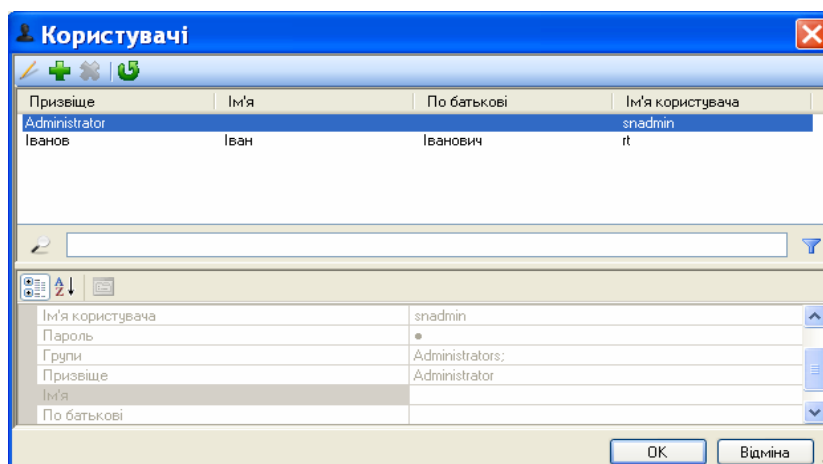 Користувачі
Призвіще Ім'я По батькові Ім'я користувача
Administrator snadmin
Іванов Іван Іванович rt
Ім'я користувача snadmin
Пароль ●
Групи Administrators;
Призвіще Administrator
Ім'я
По батькові
OK Відміна